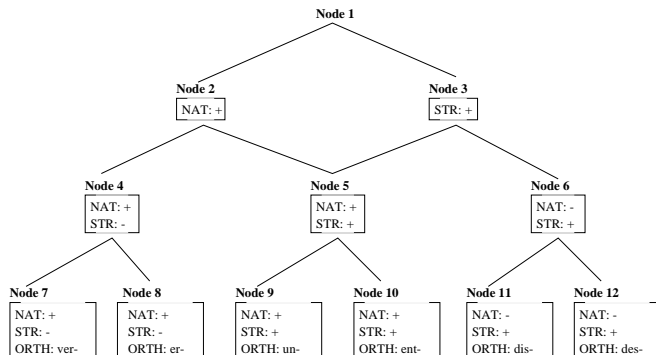 Node 1
Node 2 Node 3
NAT: + STR: +
Node 4 Node 5 Node 6
NAT: + NAT: + NAT: -
STR: - STR: + STR: +
Node 7 Node 8 Node 9 Node 10 Node 11 Node 12
NAT: + NAT: + NAT: + NAT: + NAT: - NAT: -
STR: - STR: - STR: + STR: + STR: + STR: +
ORTH: ver- ORTH: er- ORTH: un- ORTH: ent- ORTH: dis- ORTH: des-